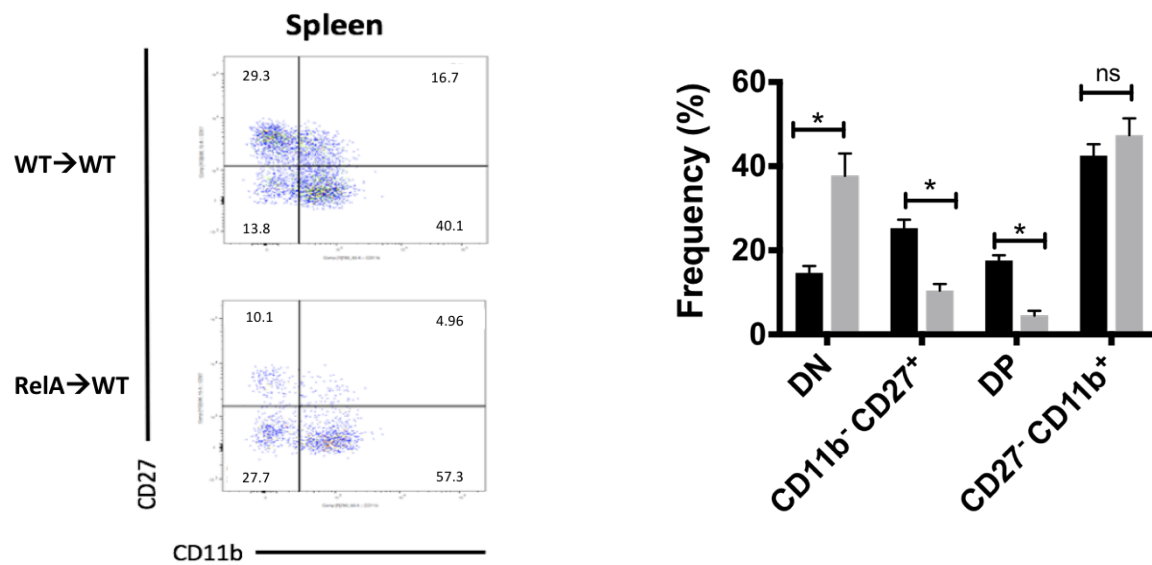 Spleen
WT→WT
29.3
16.7
13.8
40.1
RelA→WT
10.1
4.96
27.7
57.3
CD27
CD11b
Frequency (%)
60
40
20
0
*
*
*
ns
DN
CD11b- CD27+
DP
CD27- CD11b+